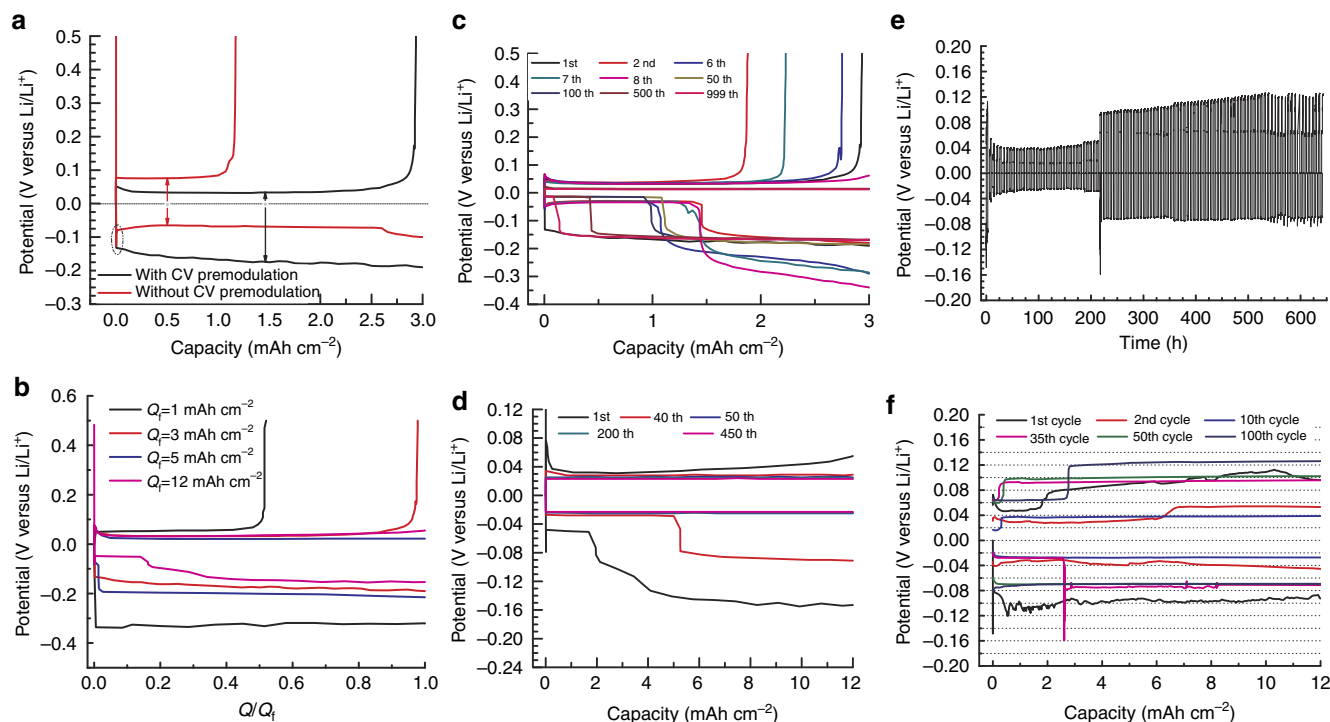 a
Potential (V versus Li/Li⁺)
0.5
0.4
0.3
0.2
0.1
0.0
−0.1
−0.2
−0.3
With CV premodulation
Without CV premodulation
0.0 0.5 1.0 1.5 2.0 2.5 3.0
Capacity (mAh cm⁻²)
b
Potential (V versus Li/Li⁺)
0.6
0.4
0.2
0.0
−0.2
−0.4
Qf=1 mAh cm⁻²
Qf=3 mAh cm⁻²
Qf=5 mAh cm⁻²
Qf=12 mAh cm⁻²
0.0 0.2 0.4 0.6 0.8 1.0
Q/Qf
c
Potential (V versus Li/Li⁺)
0.5
0.4
0.3
0.2
0.1
0.0
−0.1
−0.2
−0.3
−0.4
1st 2 nd 6 th
7 th 8 th 50 th
100 th 500 th 999 th
0 1 2 3
Capacity (mAh cm⁻²)
d
Potential (V versus Li/Li⁺)
0.12
0.08
0.04
0.00
−0.04
−0.08
−0.12
−0.16
−0.20
−0.24
1st 40 th 50 th
200 th 450 th
0 2 4 6 8 10 12
Capacity (mAh cm⁻²)
e
Potential (V versus Li/Li⁺)
0.20
0.16
0.12
0.08
0.04
0.00
−0.04
−0.08
−0.12
−0.16
−0.20
0 100 200 300 400 500 600
Time (h)
f
Potential (V versus Li/Li⁺)
0.20
0.16
0.12
0.08
0.04
0.00
−0.04
−0.08
−0.12
−0.16
−0.20
1st cycle 2nd cycle 10th cycle
35th cycle 50th cycle 100th cycle
0 2 4 6 8 10 12
Capacity (mAh cm⁻²)